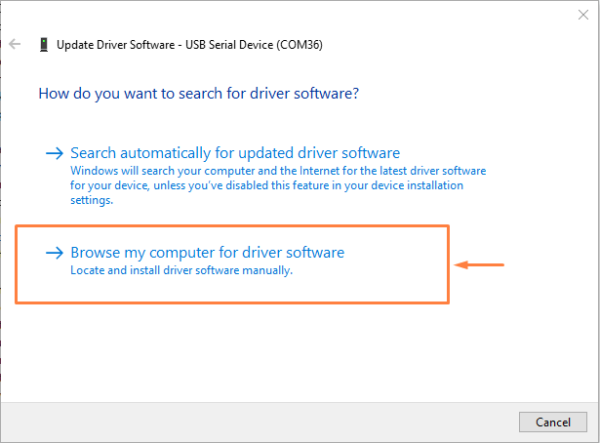 Update Driver Software - USB Serial Device (COM36)
How do you want to search for driver software?
Search automatically for updated driver software
Windows will search your computer and the Internet for the latest driver software
for your device, unless you've disabled this feature in your device installation
settings.
Browse my computer for driver software
Locate and install driver software manually.
Cancel